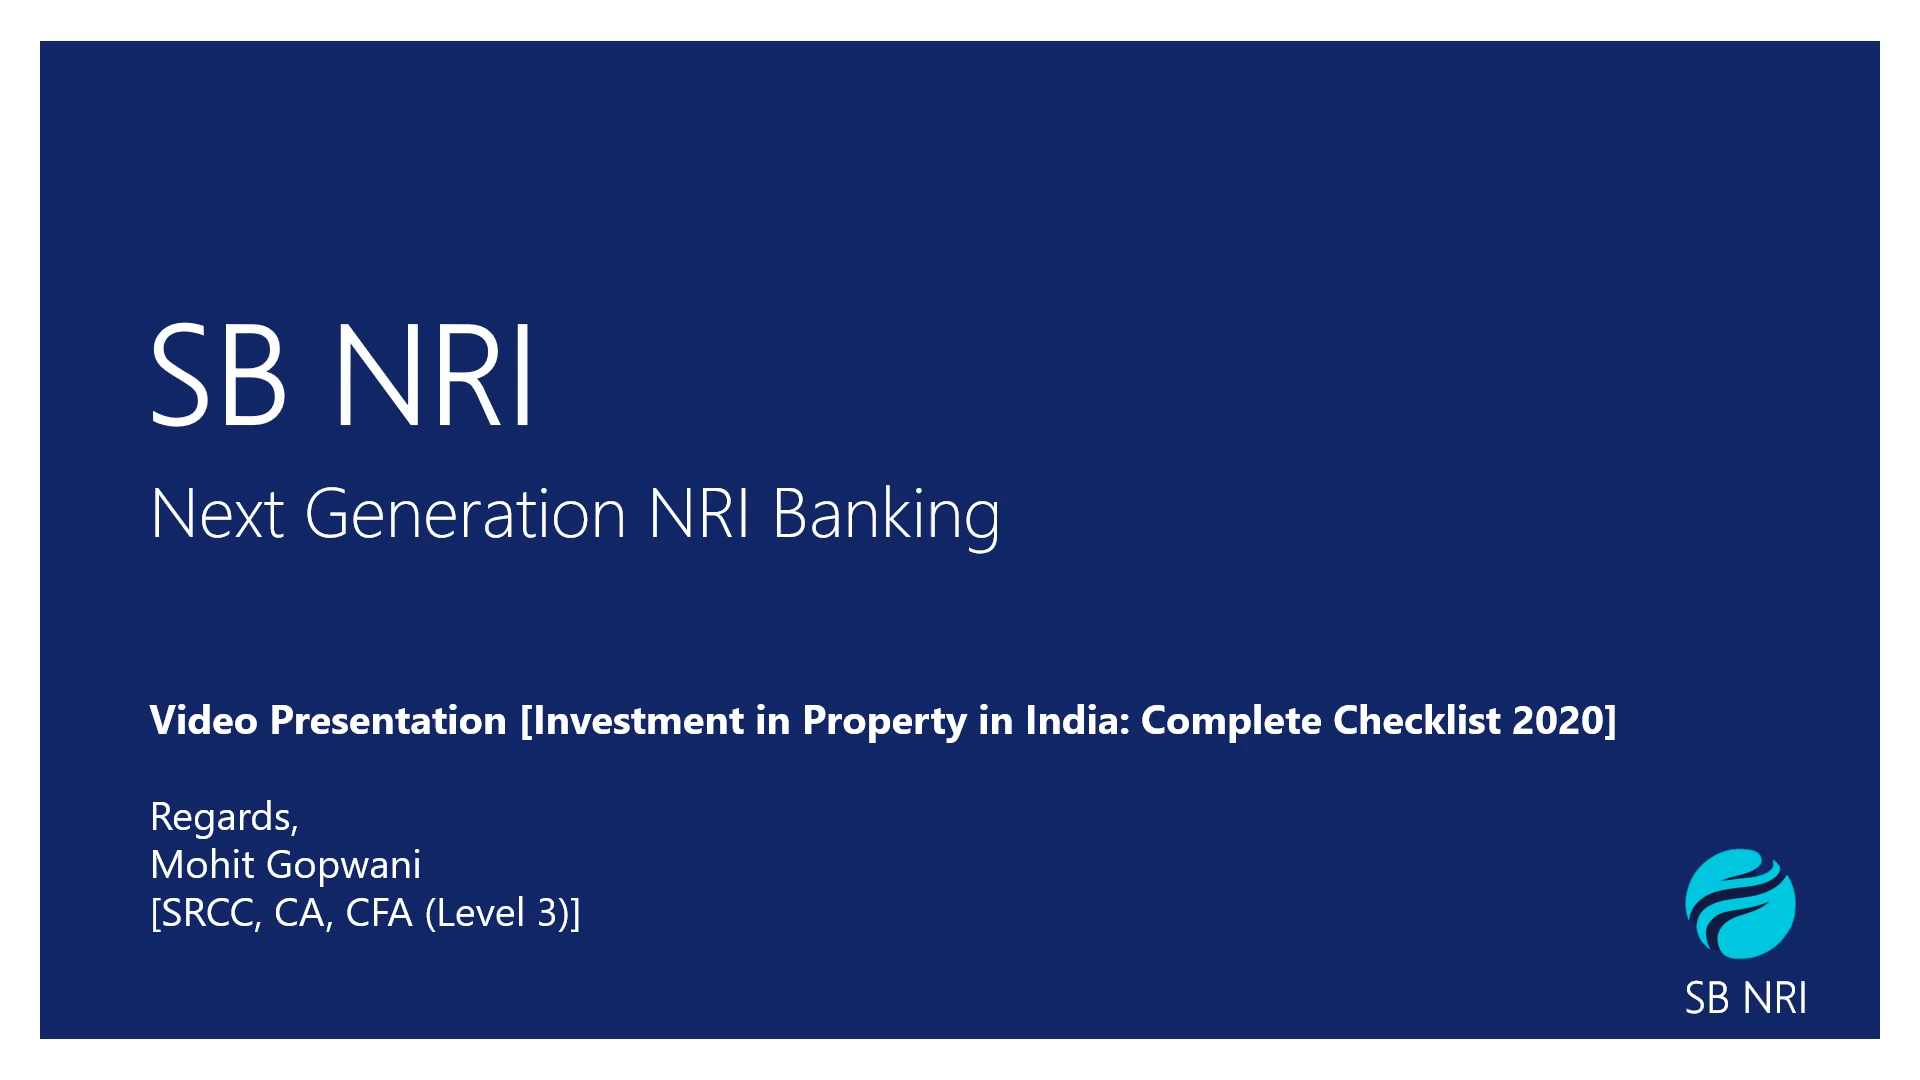 SB NRI
Next Generation NRI Banking
Video Presentation [Investment in Property in India: Complete Checklist 2020]
Regards,
Mohit Gopwani
[SRCC, CA, CFA (Level 3)]
SB NRI